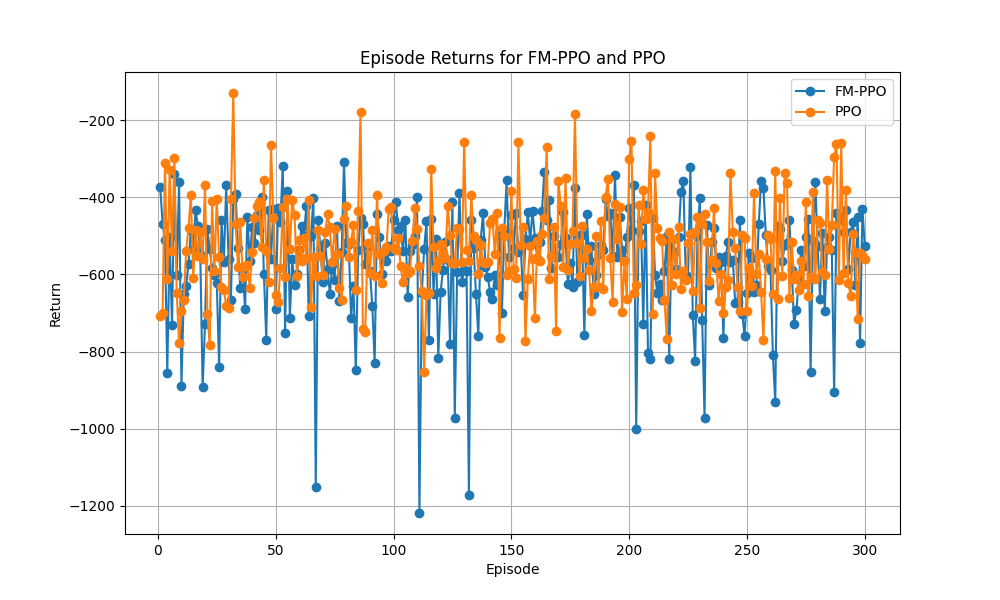 Episode Returns for FM-PPO and PPO
FM-PPO
PPO
Return
−200
−400
−600
−800
−1000
−1200
0
50
100
150
200
250
300
Episode